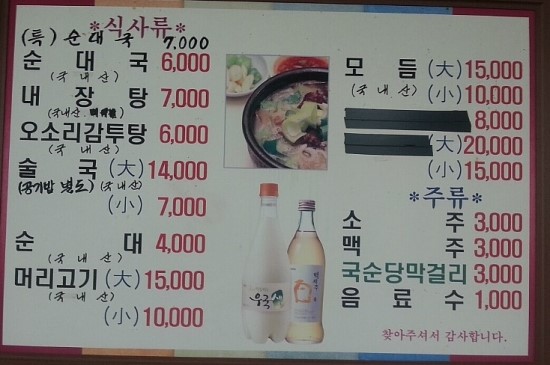 *식사류*
(특) 순대국 7,000
순대국 6,000
(국내산)
내장탕 7,000
(국내산.
오소리감투탕 6,000
(국내산)
술국 (大) 14,000
(공기밥 별도) (국내산)
(小) 7,000
순대 4,000
(국내산)
머리고기 (大) 15,000
(국내산)
(小) 10,000
모듬 (大) 15,000
(국내산) (小) 10,000
8,000
(大) 20,000
(小) 15,000
*주류*
소주 3,000
맥주 3,000
국순당막걸리 3,000
음료수 1,000
우국
찾아주셔서 감사합니다.